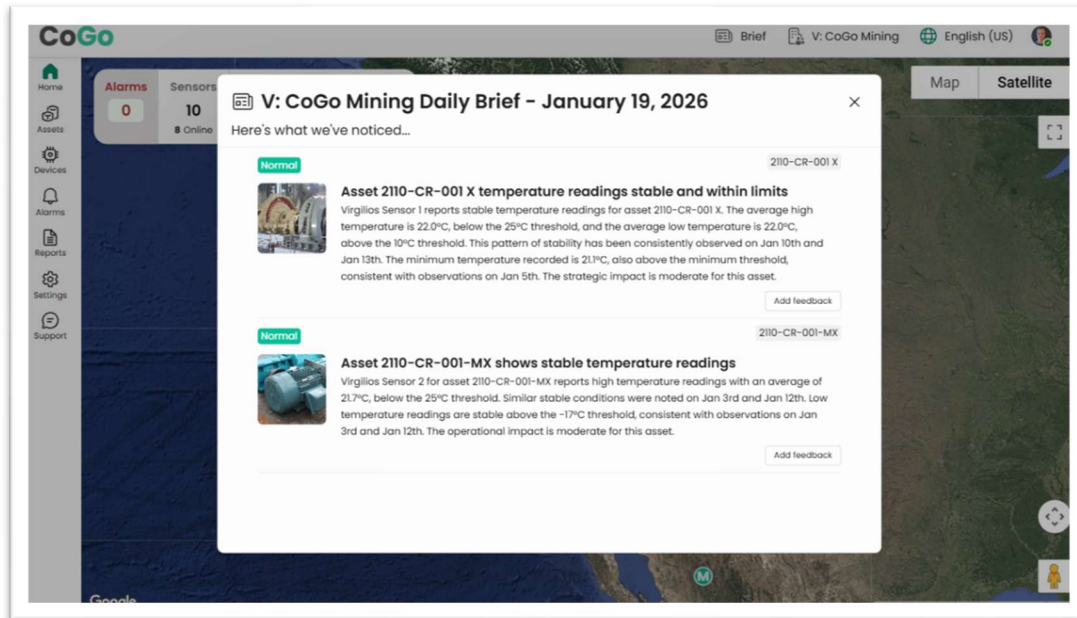 CoGo
Brief
V: CoGo Mining
English (US)
Home
Assets
Devices
Alarms
Reports
Settings
Support
Alarms
0
Sensors
10
8 Online
Map
Satellite
V: CoGo Mining Daily Brief - January 19, 2026
Here's what we've noticed...
Normal
2110-CR-001 X
Asset 2110-CR-001 X temperature readings stable and within limits
Virgilios Sensor 1 reports stable temperature readings for asset 2110-CR-001 X. The average high
temperature is 22.0°C, below the 25°C threshold, and the average low temperature is 22.0°C,
above the 10°C threshold. This pattern of stability has been consistently observed on Jan 10th and
Jan 13th. The minimum temperature recorded is 21.1°C, also above the minimum threshold,
consistent with observations on Jan 5th. The strategic impact is moderate for this asset.
Add feedback
Normal
2110-CR-001-MX
Asset 2110-CR-001-MX shows stable temperature readings
Virgilios Sensor 2 for asset 2110-CR-001-MX reports high temperature readings with an average of
21.7°C, below the 25°C threshold. Similar stable conditions were noted on Jan 3rd and Jan 12th. Low
temperature readings are stable above the -17°C threshold, consistent with observations on Jan
3rd and Jan 12th. The operational impact is moderate for this asset.
Add feedback
M
Google